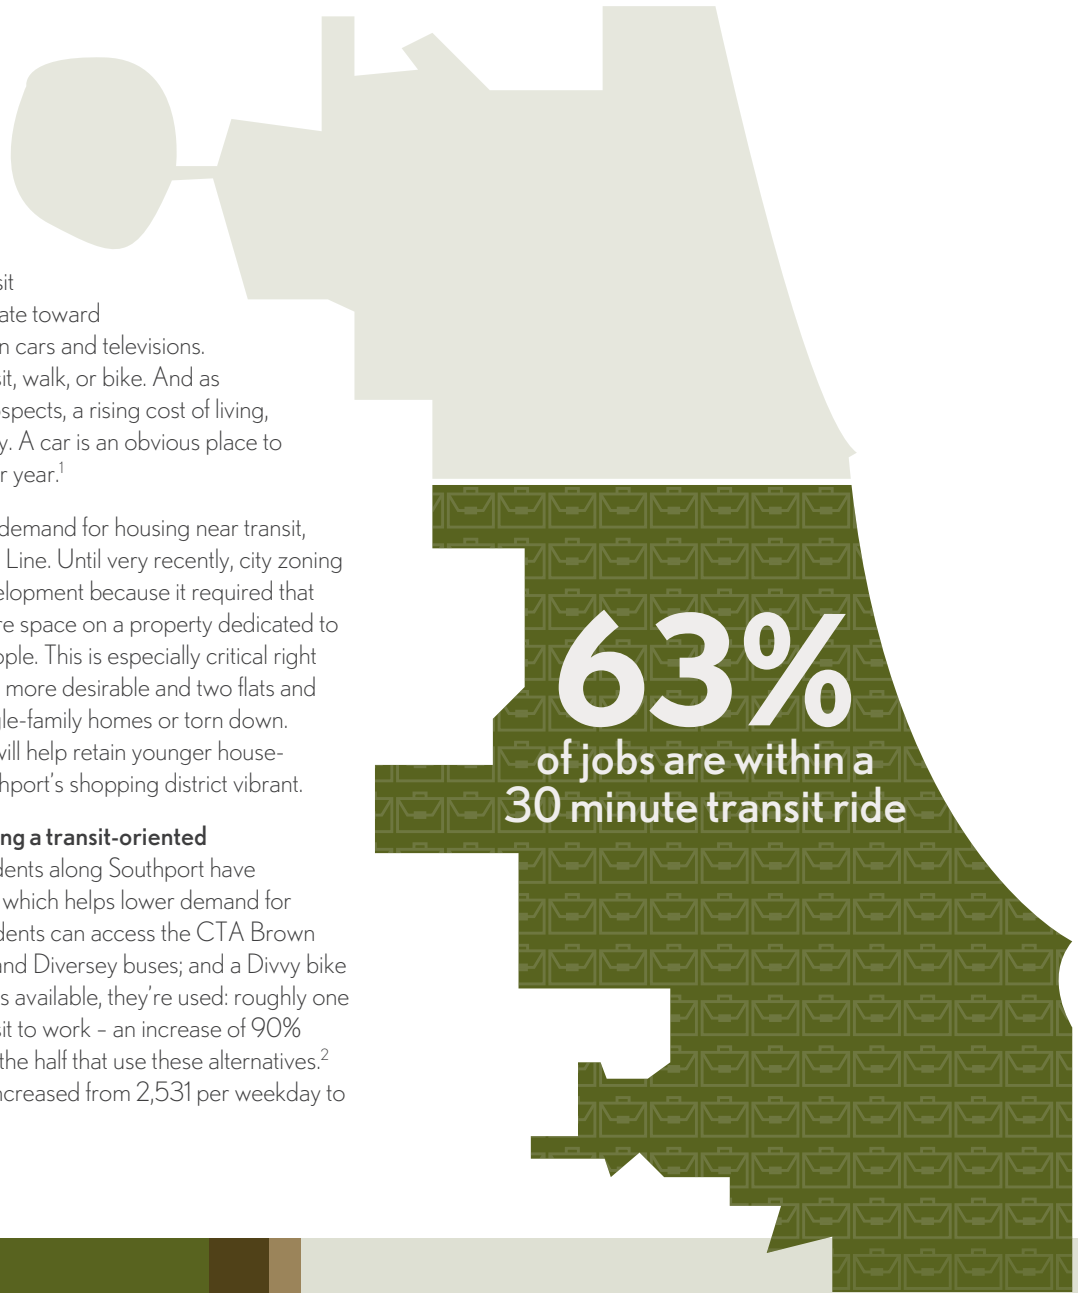 sit
ate toward
n cars and televisions.
sit, walk, or bike. And as
ospects, a rising cost of living,
y. A car is an obvious place to
r year.1
demand for housing near transit,
Line. Until very recently, city zoning
elopment because it required that
re space on a property dedicated to
ople. This is especially critical right
more desirable and two flats and
gle-family homes or torn down.
will help retain younger house-
thport's shopping district vibrant.
ng a transit-oriented
dents along Southport have
which helps lower demand for
dents can access the CTA Brown
and Diversey buses; and a Divvy bike
s available, they're used: roughly one
sit to work – an increase of 90%
the half that use these alternatives.2
ncreased from 2,531 per weekday to
63%
of jobs are within a
30 minute transit ride